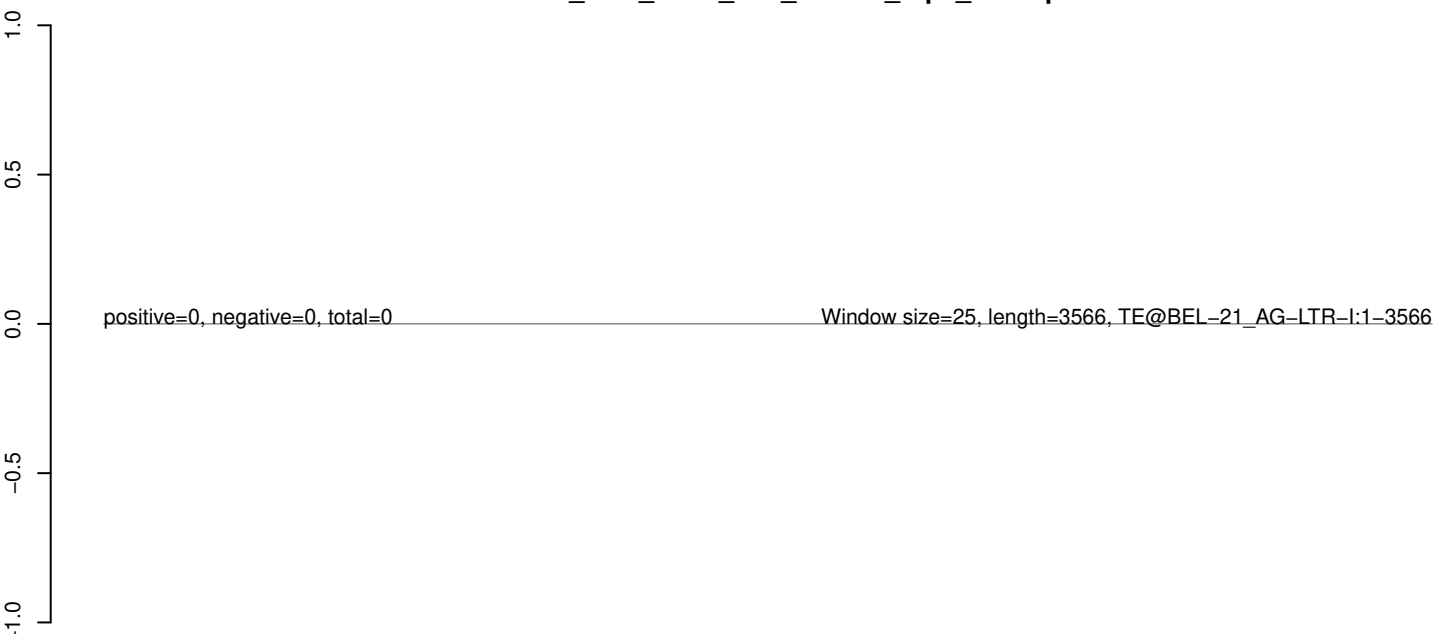 1.0
0.5
0.0
−0.5
−1.0
positive=0, negative=0, total=0
Window size=25, length=3566, TE@BEL−21_AG−LTR−I:1−3566